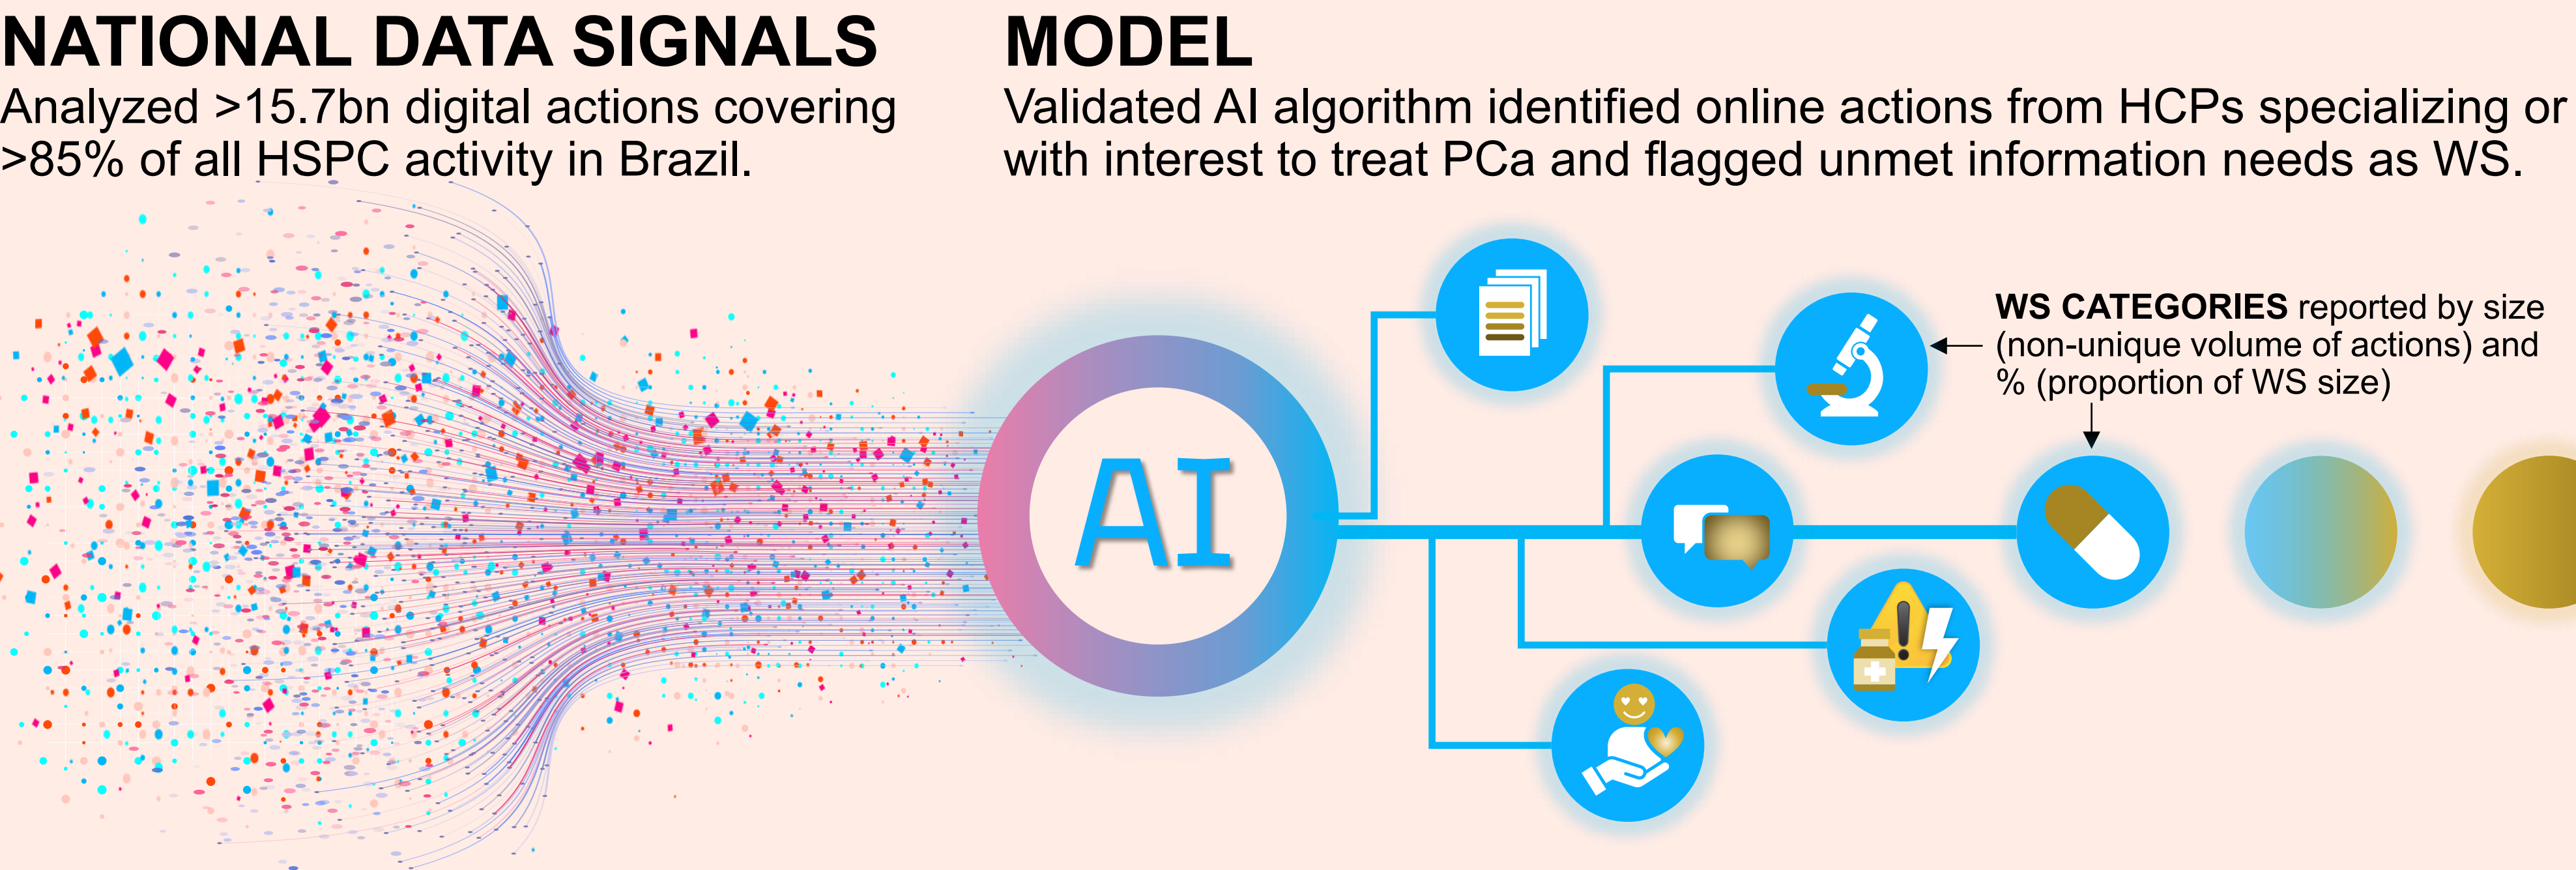 NATIONAL DATA SIGNALS
Analyzed >15.7bn digital actions covering
>85% of all HSPC activity in Brazil.
MODEL
Validated AI algorithm identified online actions from HCPs specializing or
with interest to treat PCa and flagged unmet information needs as WS.
AI
WS CATEGORIES reported by size
(non-unique volume of actions) and
% (proportion of WS size)